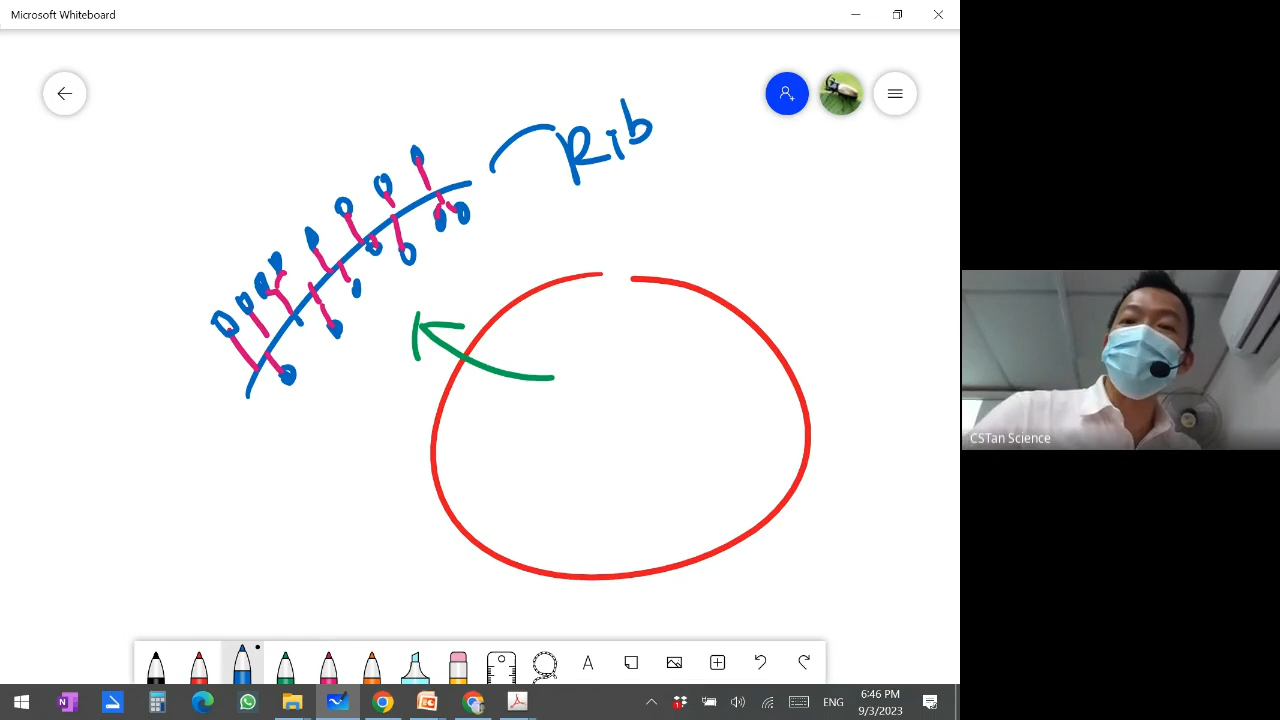 Microsoft Whiteboard
Rib
CSTan Science
A
ENG
6:46 PM
9/3/2023